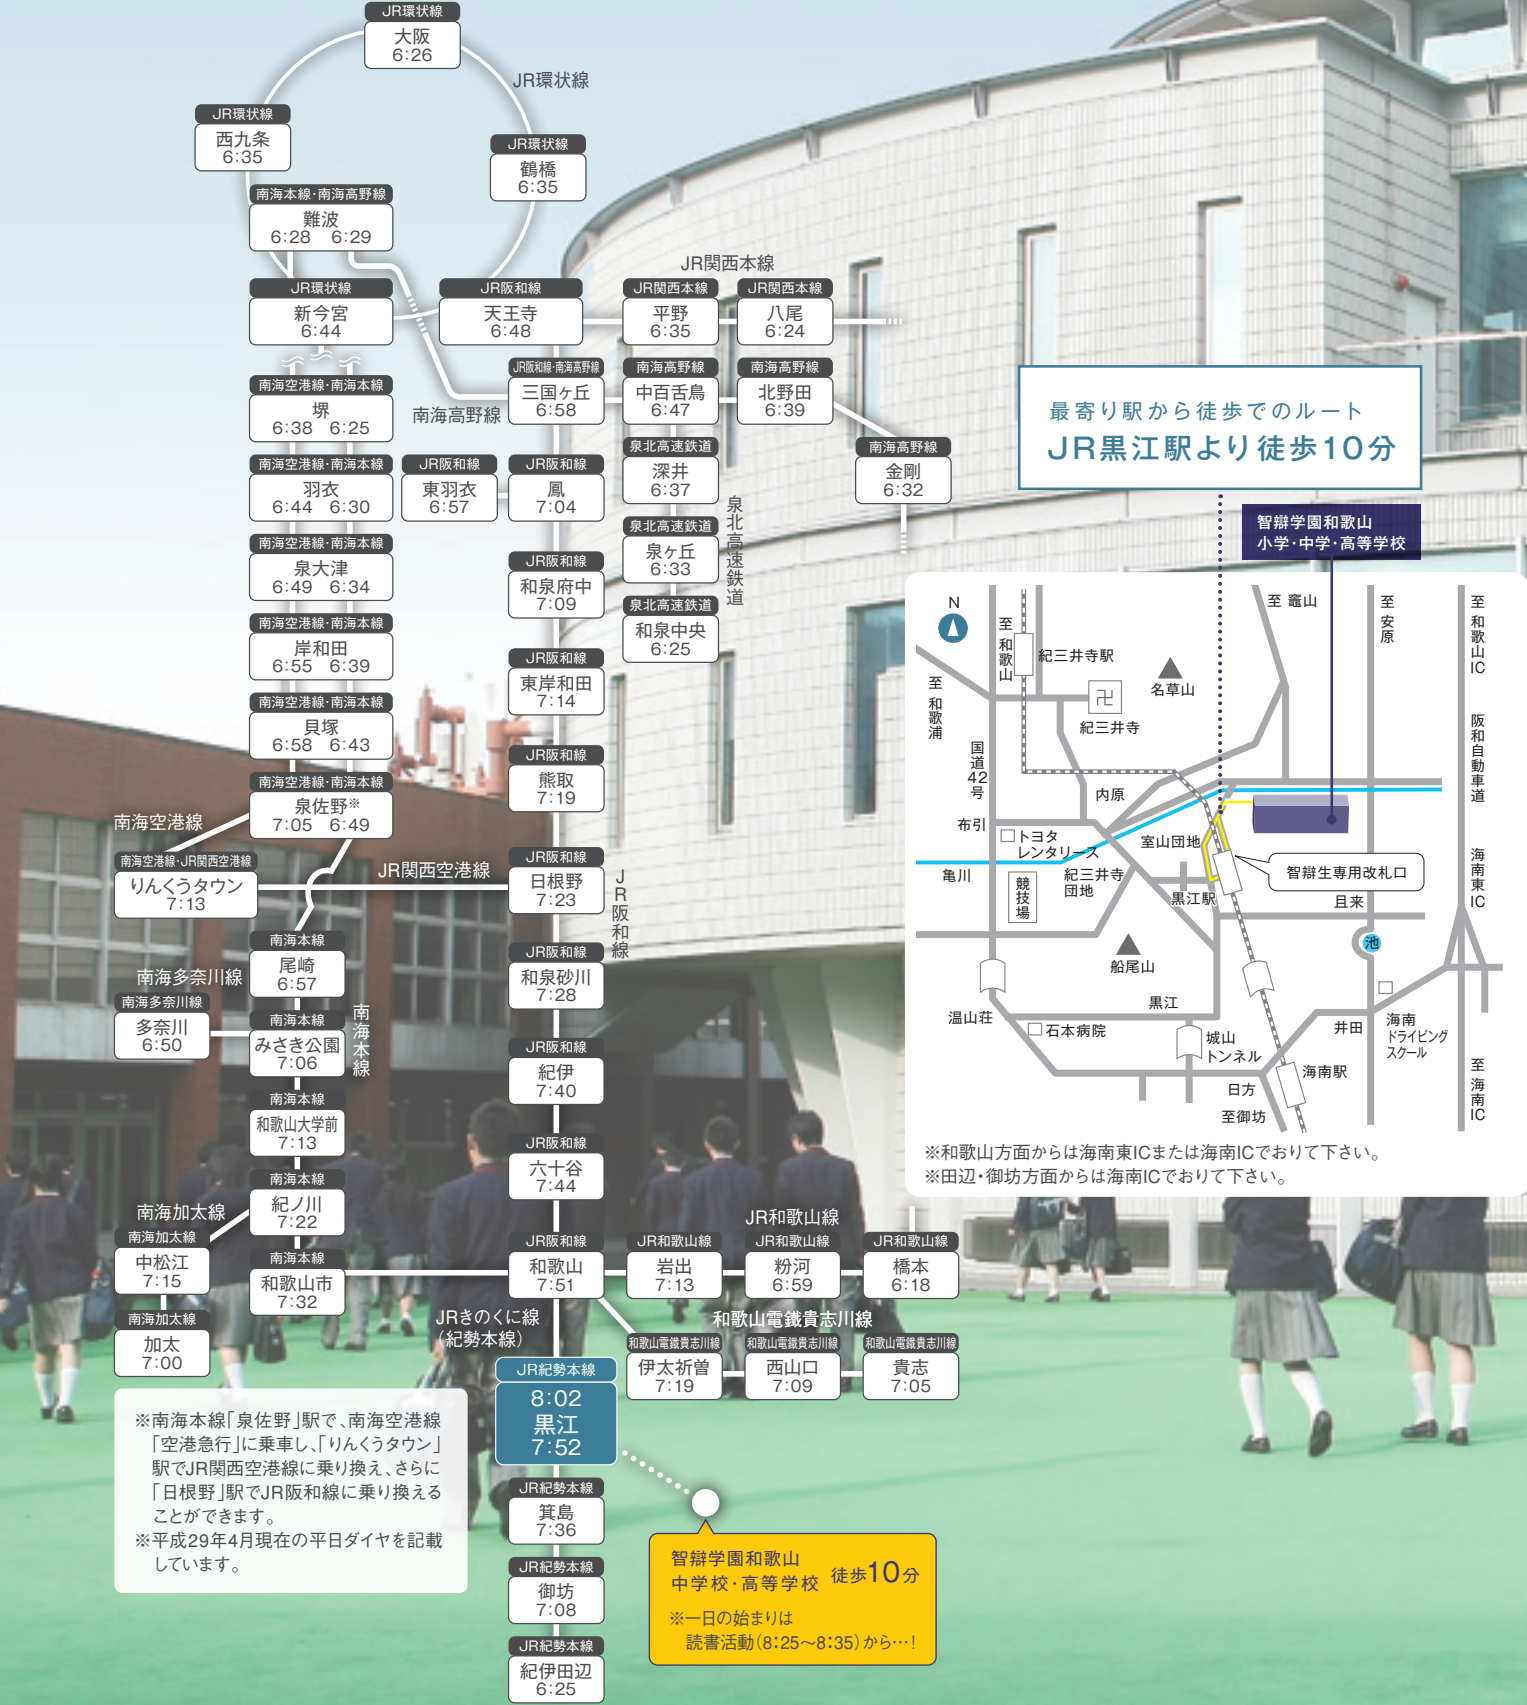 JR環状線
大阪
6:26
JR環状線
JR環状線
西九条
6:35
JR環状線
鶴橋
6:35
南海本線・南海高野線
難波
6:28 6:29
JR関西本線
JR環状線
新今宮
6:44
JR阪和線
天王寺
6:48
JR関西本線
平野
6:35
JR関西本線
八尾
6:24
南海高野線
JR阪和線・南海高野線
三国ヶ丘
6:58
南海高野線
中百舌鳥
6:47
南海高野線
北野田
6:39
南海高野線
金剛
6:32
南海空港線・南海本線
堺
6:38 6:25
南海空港線・南海本線
羽衣
6:44 6:30
JR阪和線
東羽衣
6:57
JR阪和線
鳳
7:04
泉北高速鉄道
深井
6:37
泉北高速鉄道
泉ヶ丘
6:33
泉北高速鉄道
和泉中央
6:25
泉北高速鉄道
南海空港線・南海本線
泉大津
6:49 6:34
JR阪和線
和泉府中
7:09
南海空港線・南海本線
岸和田
6:55 6:39
JR阪和線
東岸和田
7:14
南海空港線・南海本線
貝塚
6:58 6:43
JR阪和線
熊取
7:19
南海空港線・南海本線
泉佐野※
7:05 6:49
南海空港線
南海空港線・JR関西空港線
りんくうタウン
7:13
JR関西空港線
JR阪和線
日根野
7:23
JR阪和線
南海本線
尾崎
6:57
JR阪和線
和泉砂川
7:28
南海多奈川線
南海多奈川線
多奈川
6:50
南海本線
みさき公園
7:06
南海本線
JR阪和線
紀伊
7:40
南海本線
和歌山大学前
7:13
JR阪和線
六十谷
7:44
南海本線
紀ノ川
7:22
南海加太線
南海加太線
中松江
7:15
南海加太線
加太
7:00
南海本線
和歌山市
7:32
JR阪和線
和歌山
7:51
JR和歌山線
JR和歌山線
岩出
7:13
JR和歌山線
粉河
6:59
JR和歌山線
橋本
6:18
JRきのくに線
(紀勢本線)
和歌山電鐵貴志川線
和歌山電鐵貴志川線
伊太祈曽
7:19
和歌山電鐵貴志川線
西山口
7:09
和歌山電鐵貴志川線
貴志
7:05
JR紀勢本線
8:02
黒江
7:52
JR紀勢本線
箕島
7:36
JR紀勢本線
御坊
7:08
JR紀勢本線
紀伊田辺
6:25
※南海本線「泉佐野」駅で、南海空港線
「空港急行」に乗車し、「りんくうタウン」
駅でJR関西空港線に乗り換え、さらに
「日根野」駅でJR阪和線に乗り換える
ことができます。
※平成29年4月現在の平日ダイヤを記載
しています。
智辯学園和歌山
中学校・高等学校 徒歩10分
※一日の始まりは
読書活動(8:25〜8:35)から…!
最寄り駅から徒歩でのルート
JR黒江駅より徒歩10分
智辯学園和歌山
小学・中学・高等学校
N
至 和歌山
紀三井寺駅
至 和歌浦
名草山
卍
紀三井寺
至 竈山
至 安原
至 和歌山IC
国道42号
阪和自動車道
内原
布引
トヨタ
レンタリース
室山団地
亀川
競技場
紀三井寺
団地
黒江駅
智辯生専用改札口
且来
海南東IC
池
船尾山
温山荘
黒江
石本病院
城山
トンネル
井田
海南
ドライビング
スクール
海南駅
日方
至御坊
至 海南IC
※和歌山方面からは海南東ICまたは海南ICでおりて下さい。
※田辺・御坊方面からは海南ICでおりて下さい。